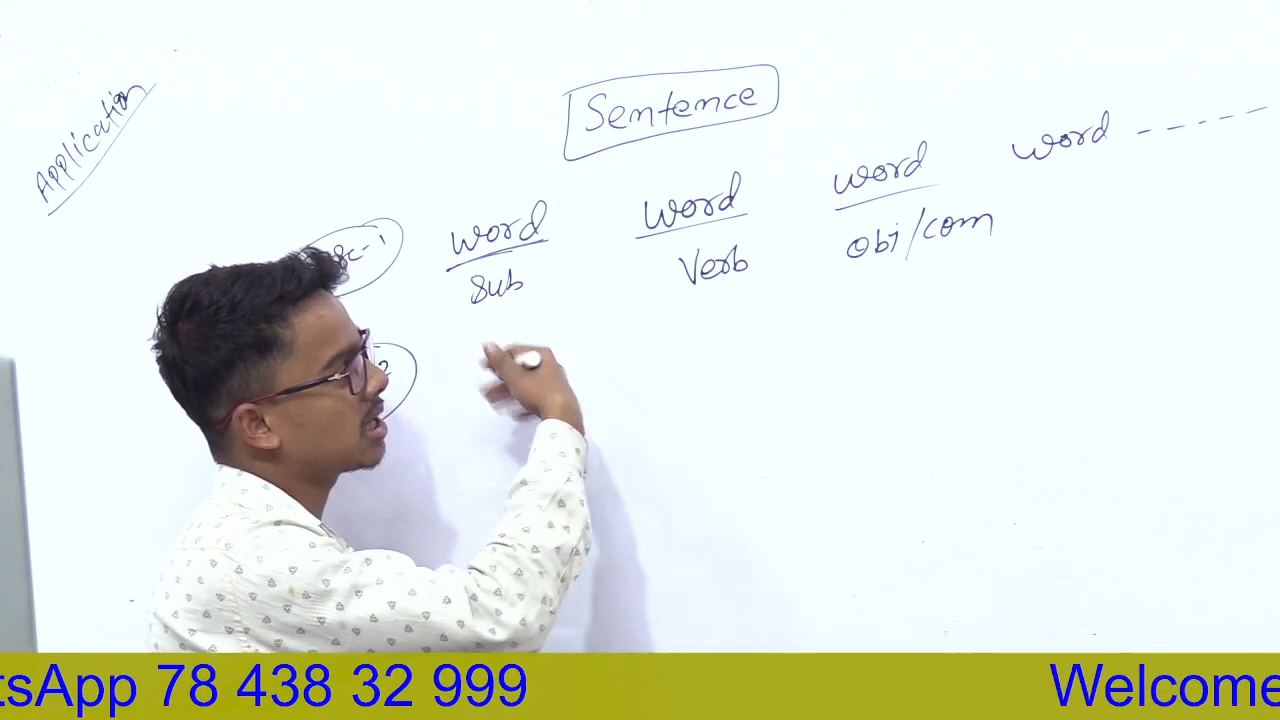 Application
Sentence
word word word word -----
Sub Verb obj/com
tsApp 78 438 32 999 Welcome